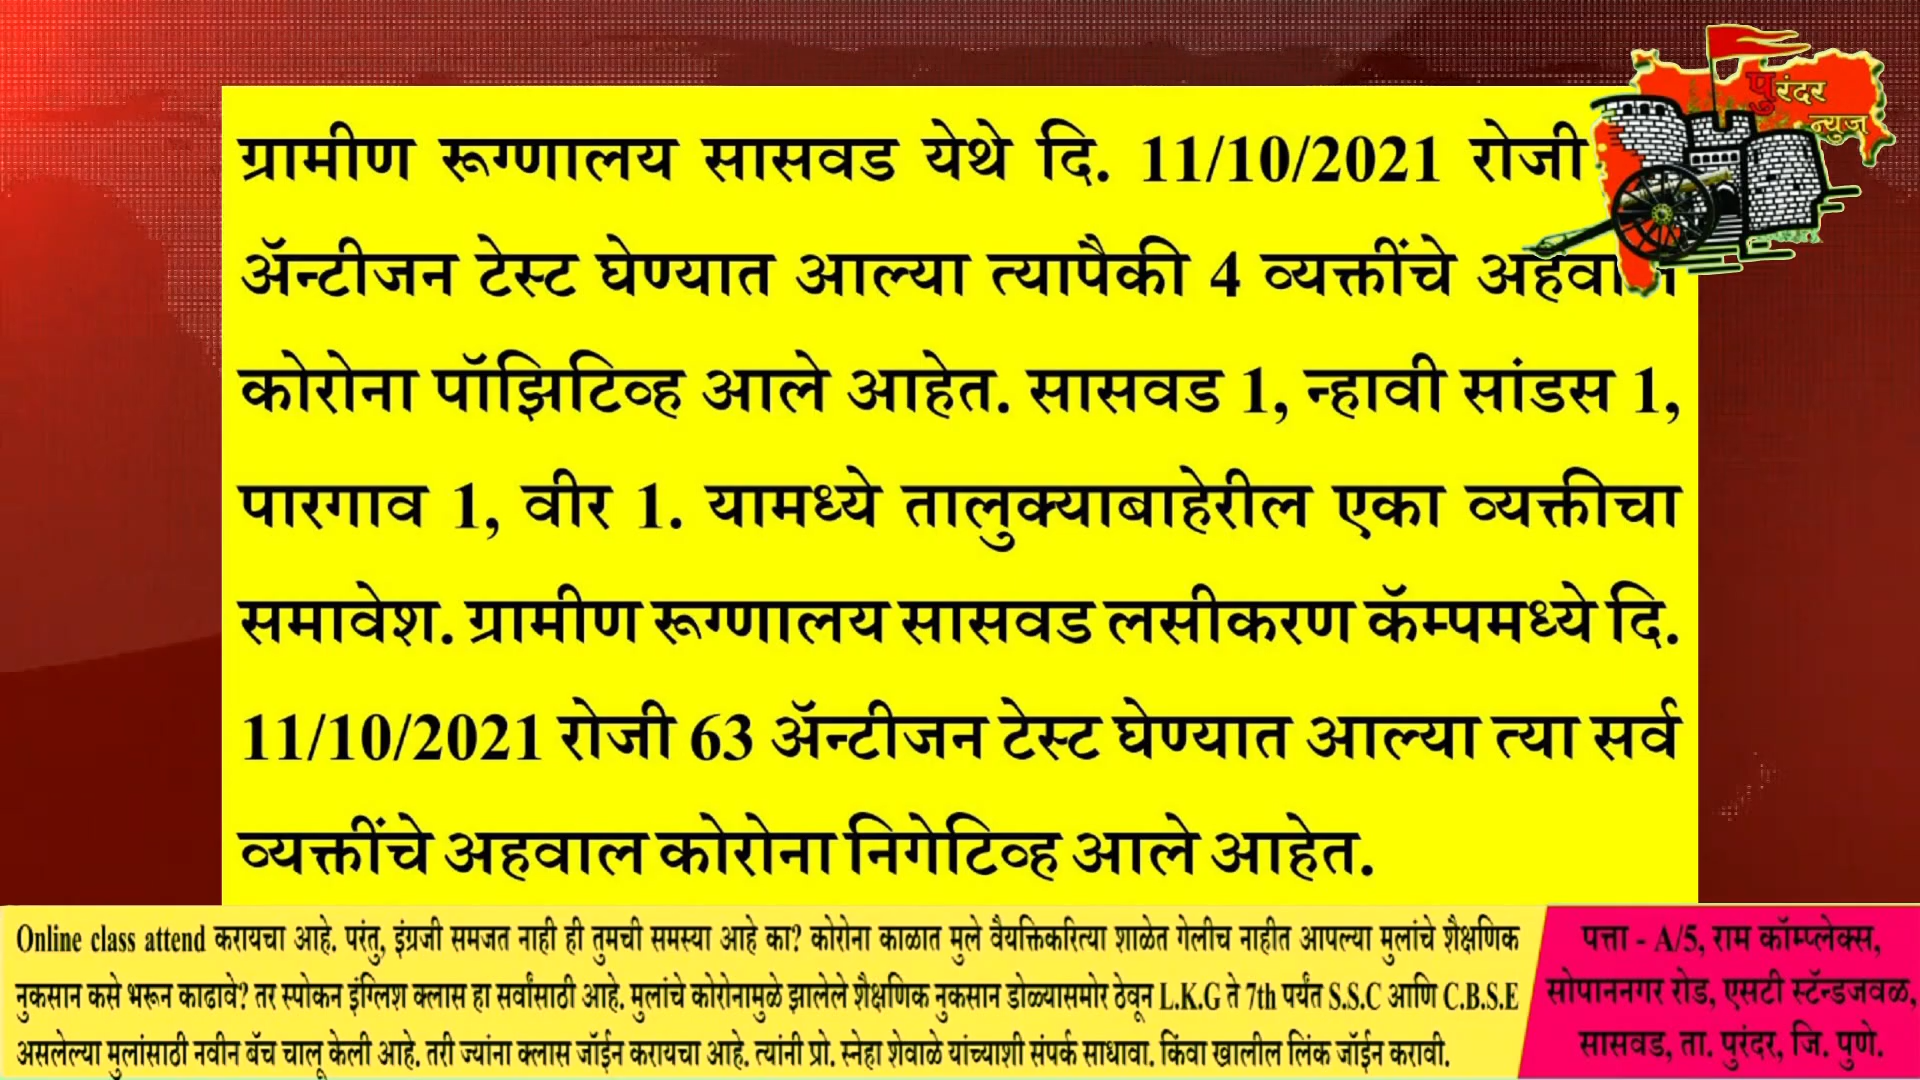 ग्रामीण रूग्णालय सासवड येथे दि. 11/10/2021 रोजी
ॲन्टीजन टेस्ट घेण्यात आल्या त्यापैकी 4 व्यक्तींचे
कोरोना पॉझिटिव्ह आले आहेत. सासवड 1, न्हावी सांडस 1,
पारगाव 1, वीर 1. यामध्ये तालुक्याबाहेरील एका व्यक्तीचा
समावेश. ग्रामीण रूग्णालय सासवड लसीकरण कॅम्पमध्ये दि.
11/10/2021 रोजी 63 ॲन्टीजन टेस्ट घेण्यात आल्या त्या सर्व
व्यक्तींचे अहवाल कोरोना निगेटिव्ह आले आहेत.
पुरंदर
न्युज
Online class attend करायचा आहे. परंतु, इंग्रजी समजत नाही ही तुमची समस्या आहे का? कोरोना काळात मुले वैयक्तिकरित्या शाळेत गेलीच नाहीत आपल्या मुलांचे शैक्षणिक
नुकसान कसे भरून काढावे? तर स्पोकन इंग्लिश क्लास हा सर्वांसाठी आहे. मुलांचे कोरोनामुळे झालेले शैक्षणिक नुकसान डोळ्यासमोर ठेवून L.K.G ते 7th पर्यंत S.S.C आणि C.B.S.E
असलेल्या मुलांसाठी नवीन बॅच चालू केली आहे. तरी ज्यांना क्लास जॉईन करायचा आहे. त्यांनी प्रो. स्नेहा शेवाळे यांच्याशी संपर्क साधावा. किंवा खालील लिंक जॉईन करावी.
पत्ता - A/5, राम कॉम्प्लेक्स,
सोपाननगर रोड, एसटी स्टॅन्डजवळ,
सासवड, ता. पुरंदर, जि. पुणे.